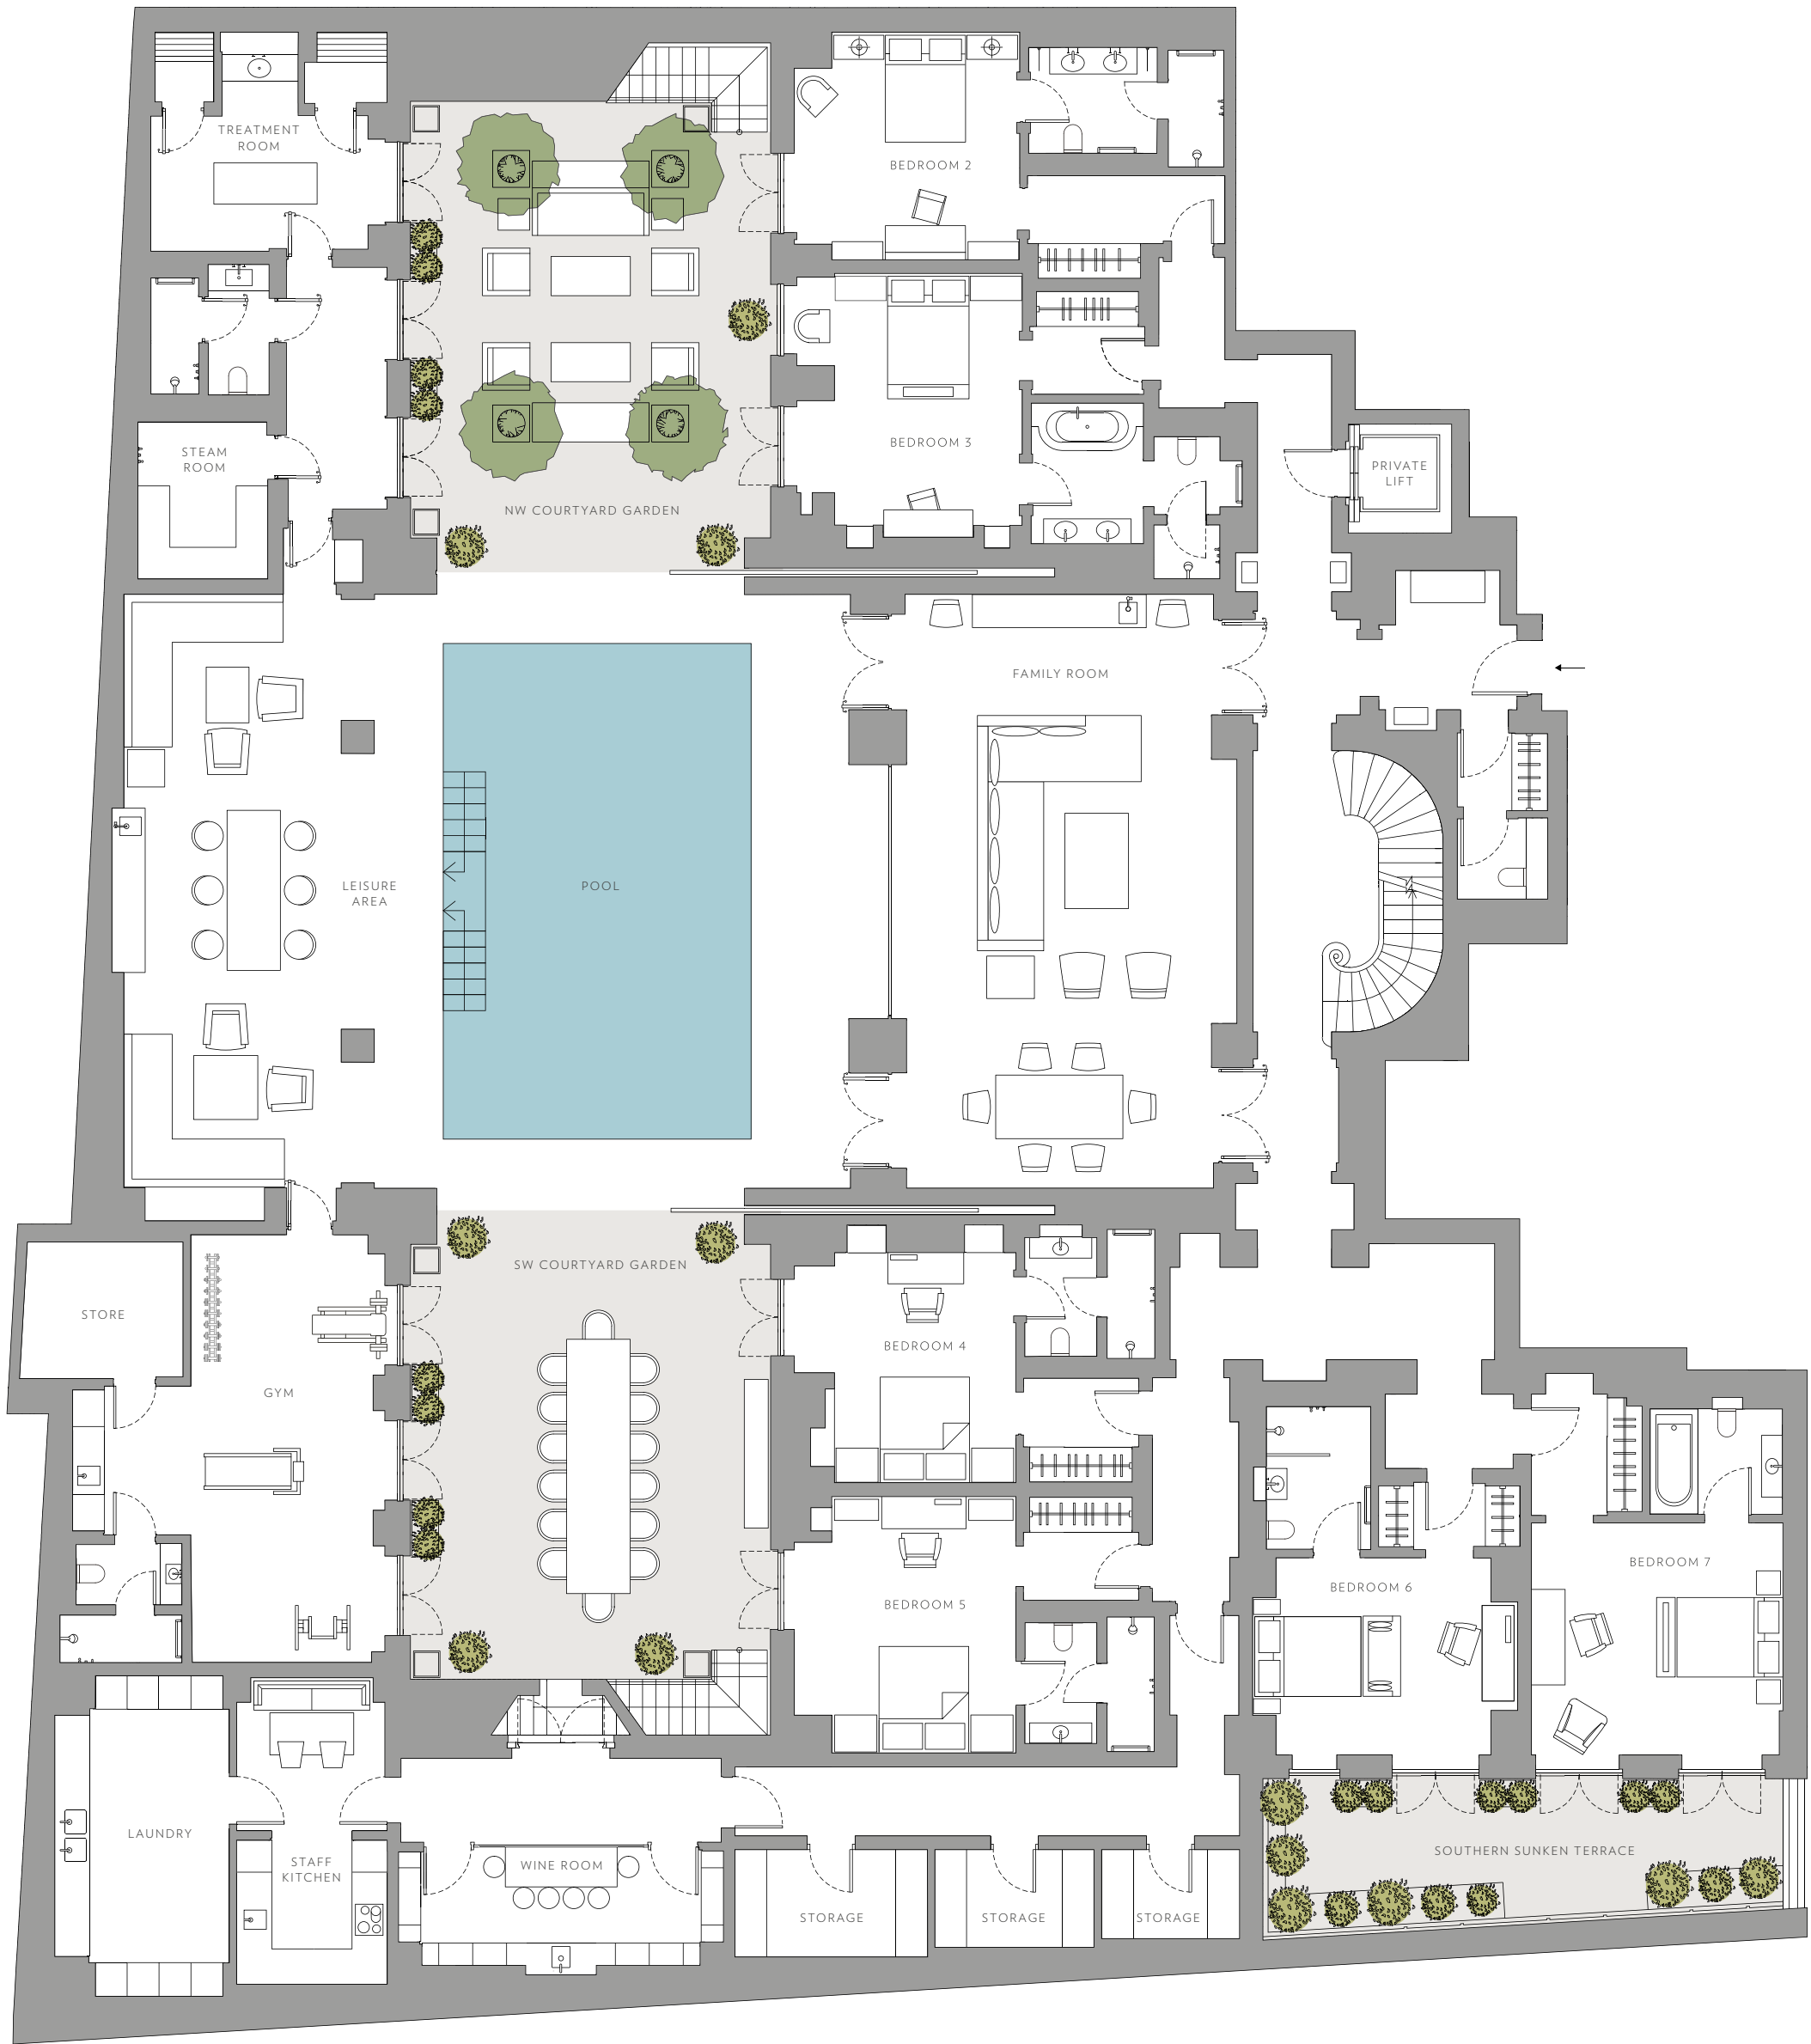 TREATMENT
ROOM
BEDROOM 2
STEAM
ROOM
BEDROOM 3
PRIVATE
LIFT
NW COURTYARD GARDEN
FAMILY ROOM
LEISURE
AREA
POOL
SW COURTYARD GARDEN
STORE
BEDROOM 4
GYM
BEDROOM 7
BEDROOM 6
BEDROOM 5
LAUNDRY
SOUTHERN SUNKEN TERRACE
STAFF
KITCHEN
WINE ROOM
STORAGE
STORAGE
STORAGE